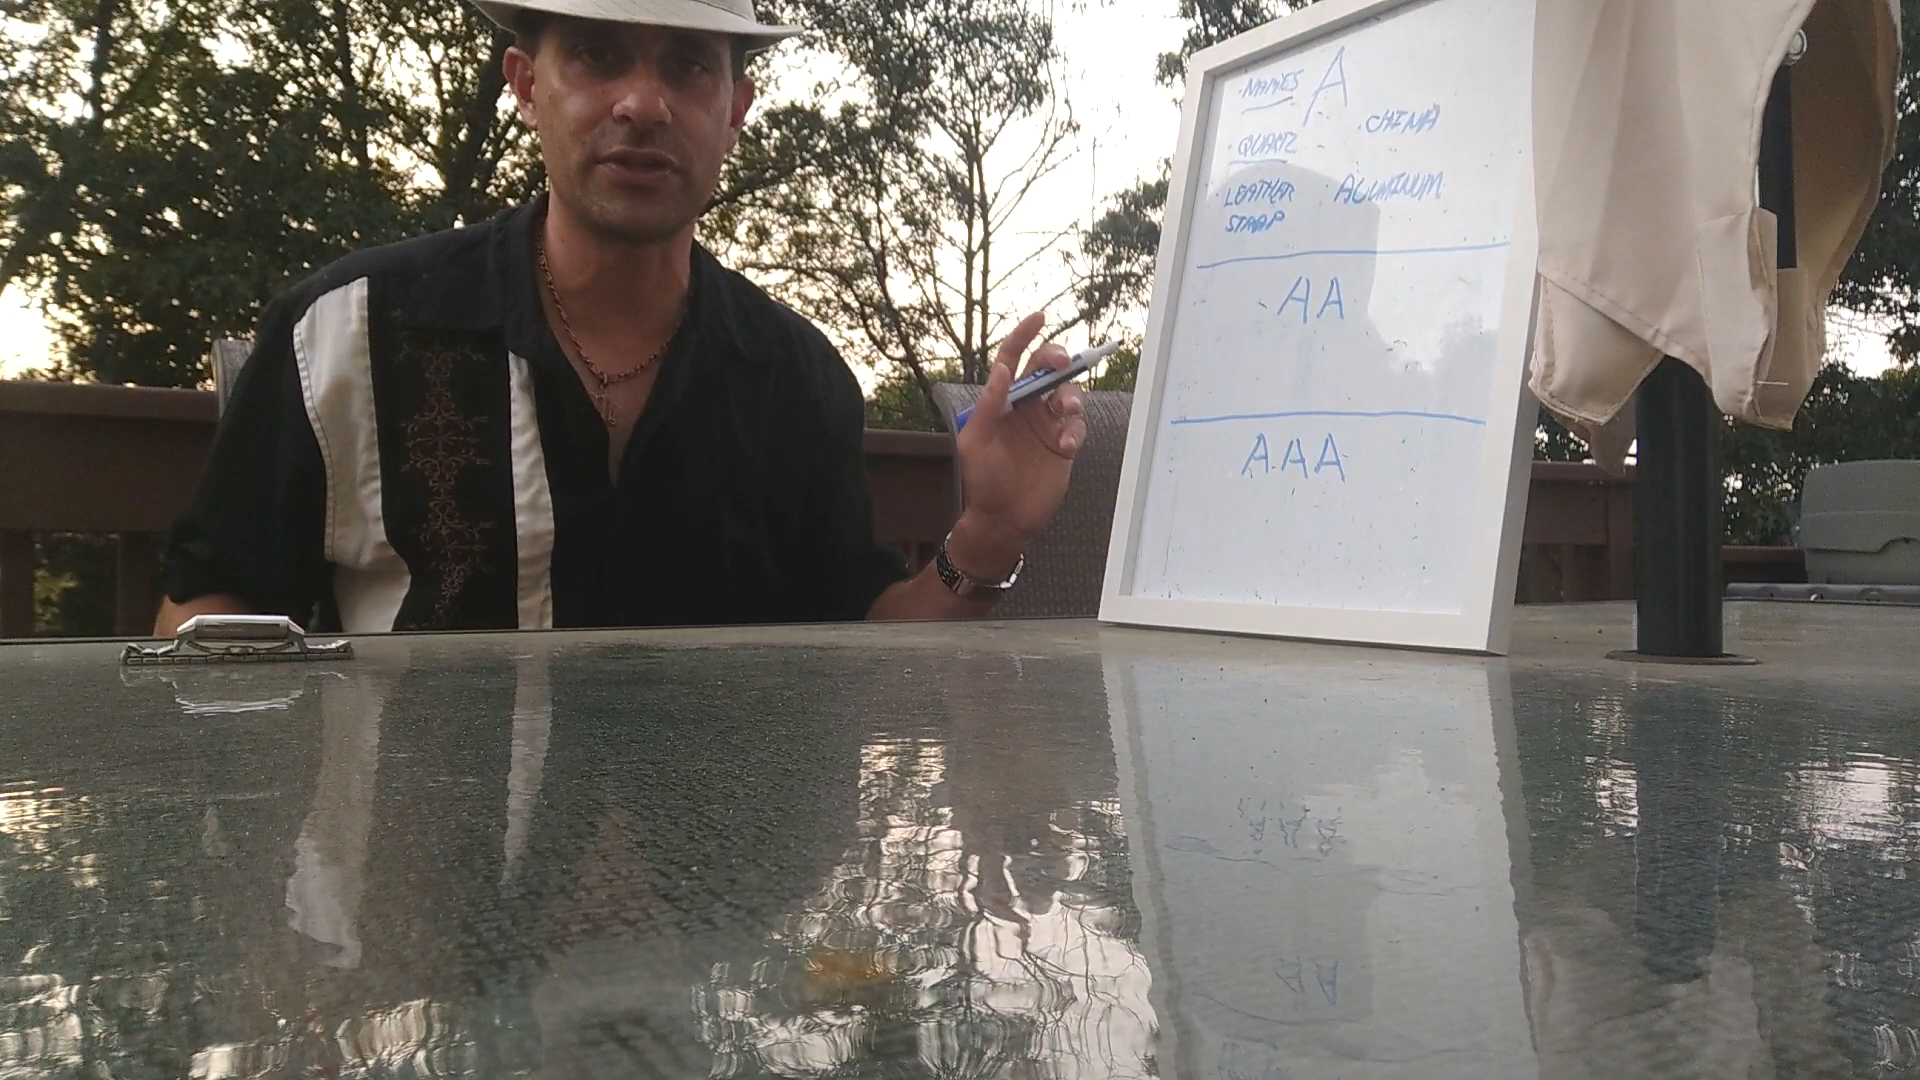 · NAMES A
· CHINA
· QUARTZ
· LEATHER STRAP
ALUMINUM
AA
AAA